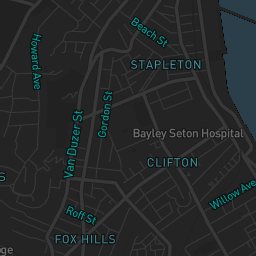 Beach St
Howard Ave
STAPLETON
Gordon St
Van Duzer St
Bayley Seton Hospital
CLIFTON
Willow Ave
Roff St
FOX HILLS